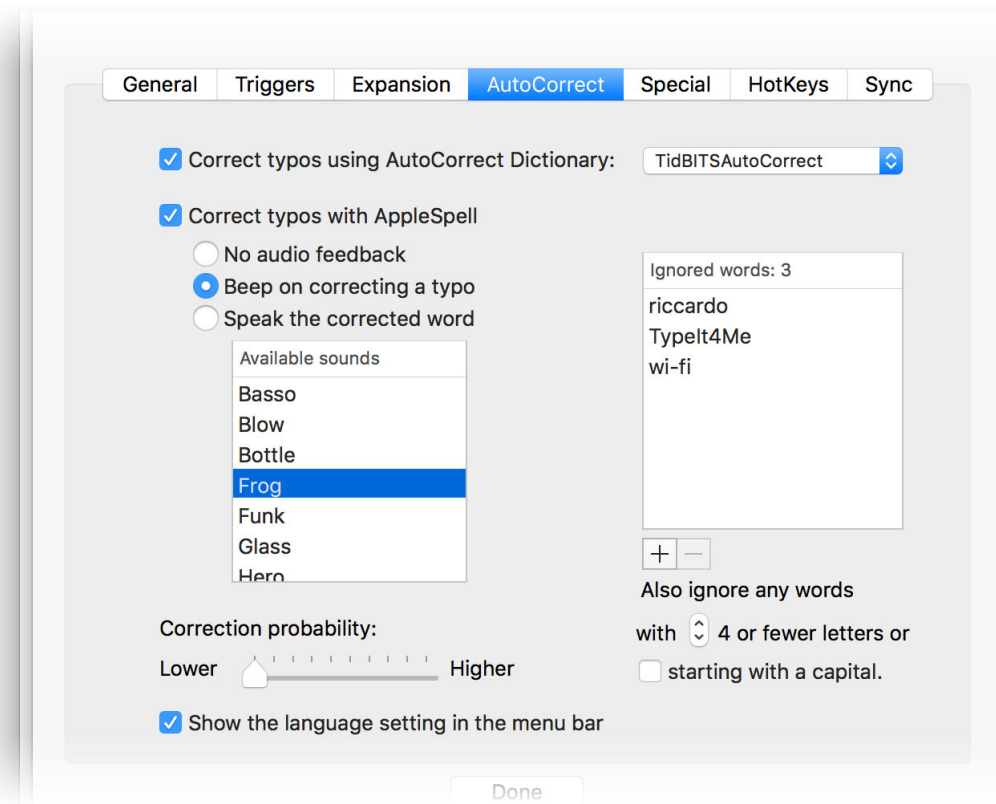 General Triggers Expansion AutoCorrect Special HotKeys Sync
Correct typos using AutoCorrect Dictionary: TidBITSAutoCorrect
Correct typos with AppleSpell
No audio feedback
Beep on correcting a typo
Speak the corrected word
Available sounds
Basso
Blow
Bottle
Frog
Funk
Glass
Hero
Ignored words: 3
riccardo
TypeIt4Me
wi-fi
+ −
Also ignore any words
with 4 or fewer letters or
starting with a capital.
Correction probability:
Lower Higher
Show the language setting in the menu bar
Done